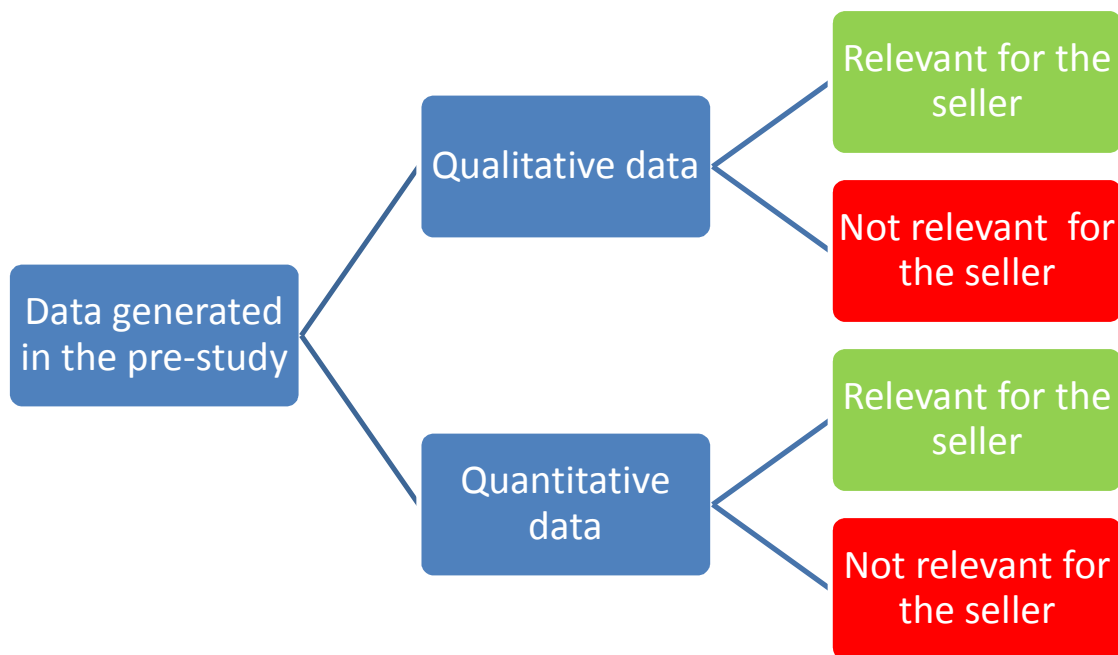 Data generated
in the pre-study
Qualitative data
Relevant for the
seller
Not relevant  for
the seller
Quantitative
data
Relevant for the
seller
Not relevant for
the seller